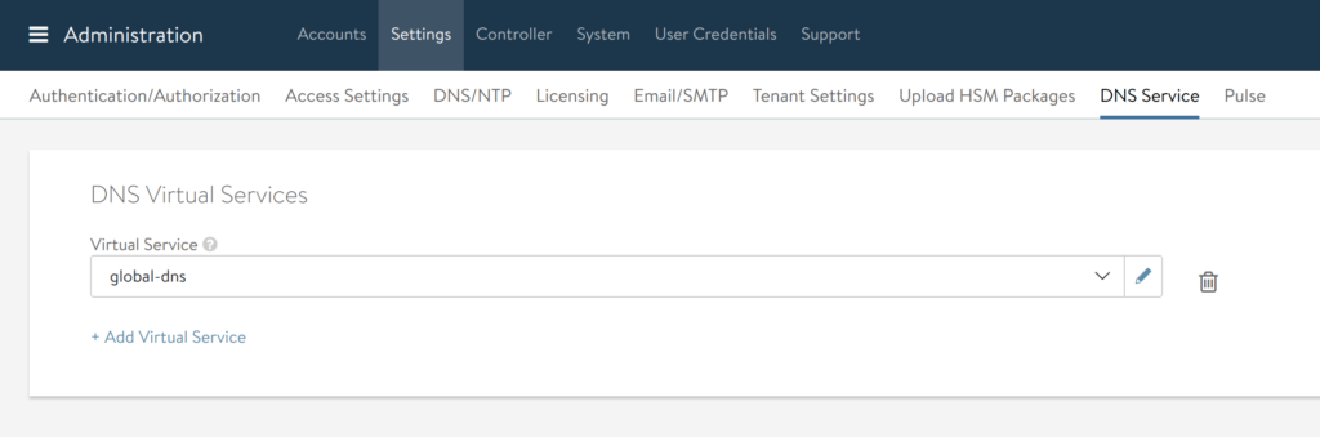 Administration Accounts Settings Controller System User Credentials Support
Authentication/Authorization Access Settings DNS/NTP Licensing Email/SMTP Tenant Settings Upload HSM Packages DNS Service Pulse
DNS Virtual Services
Virtual Service ?
global-dns
+ Add Virtual Service